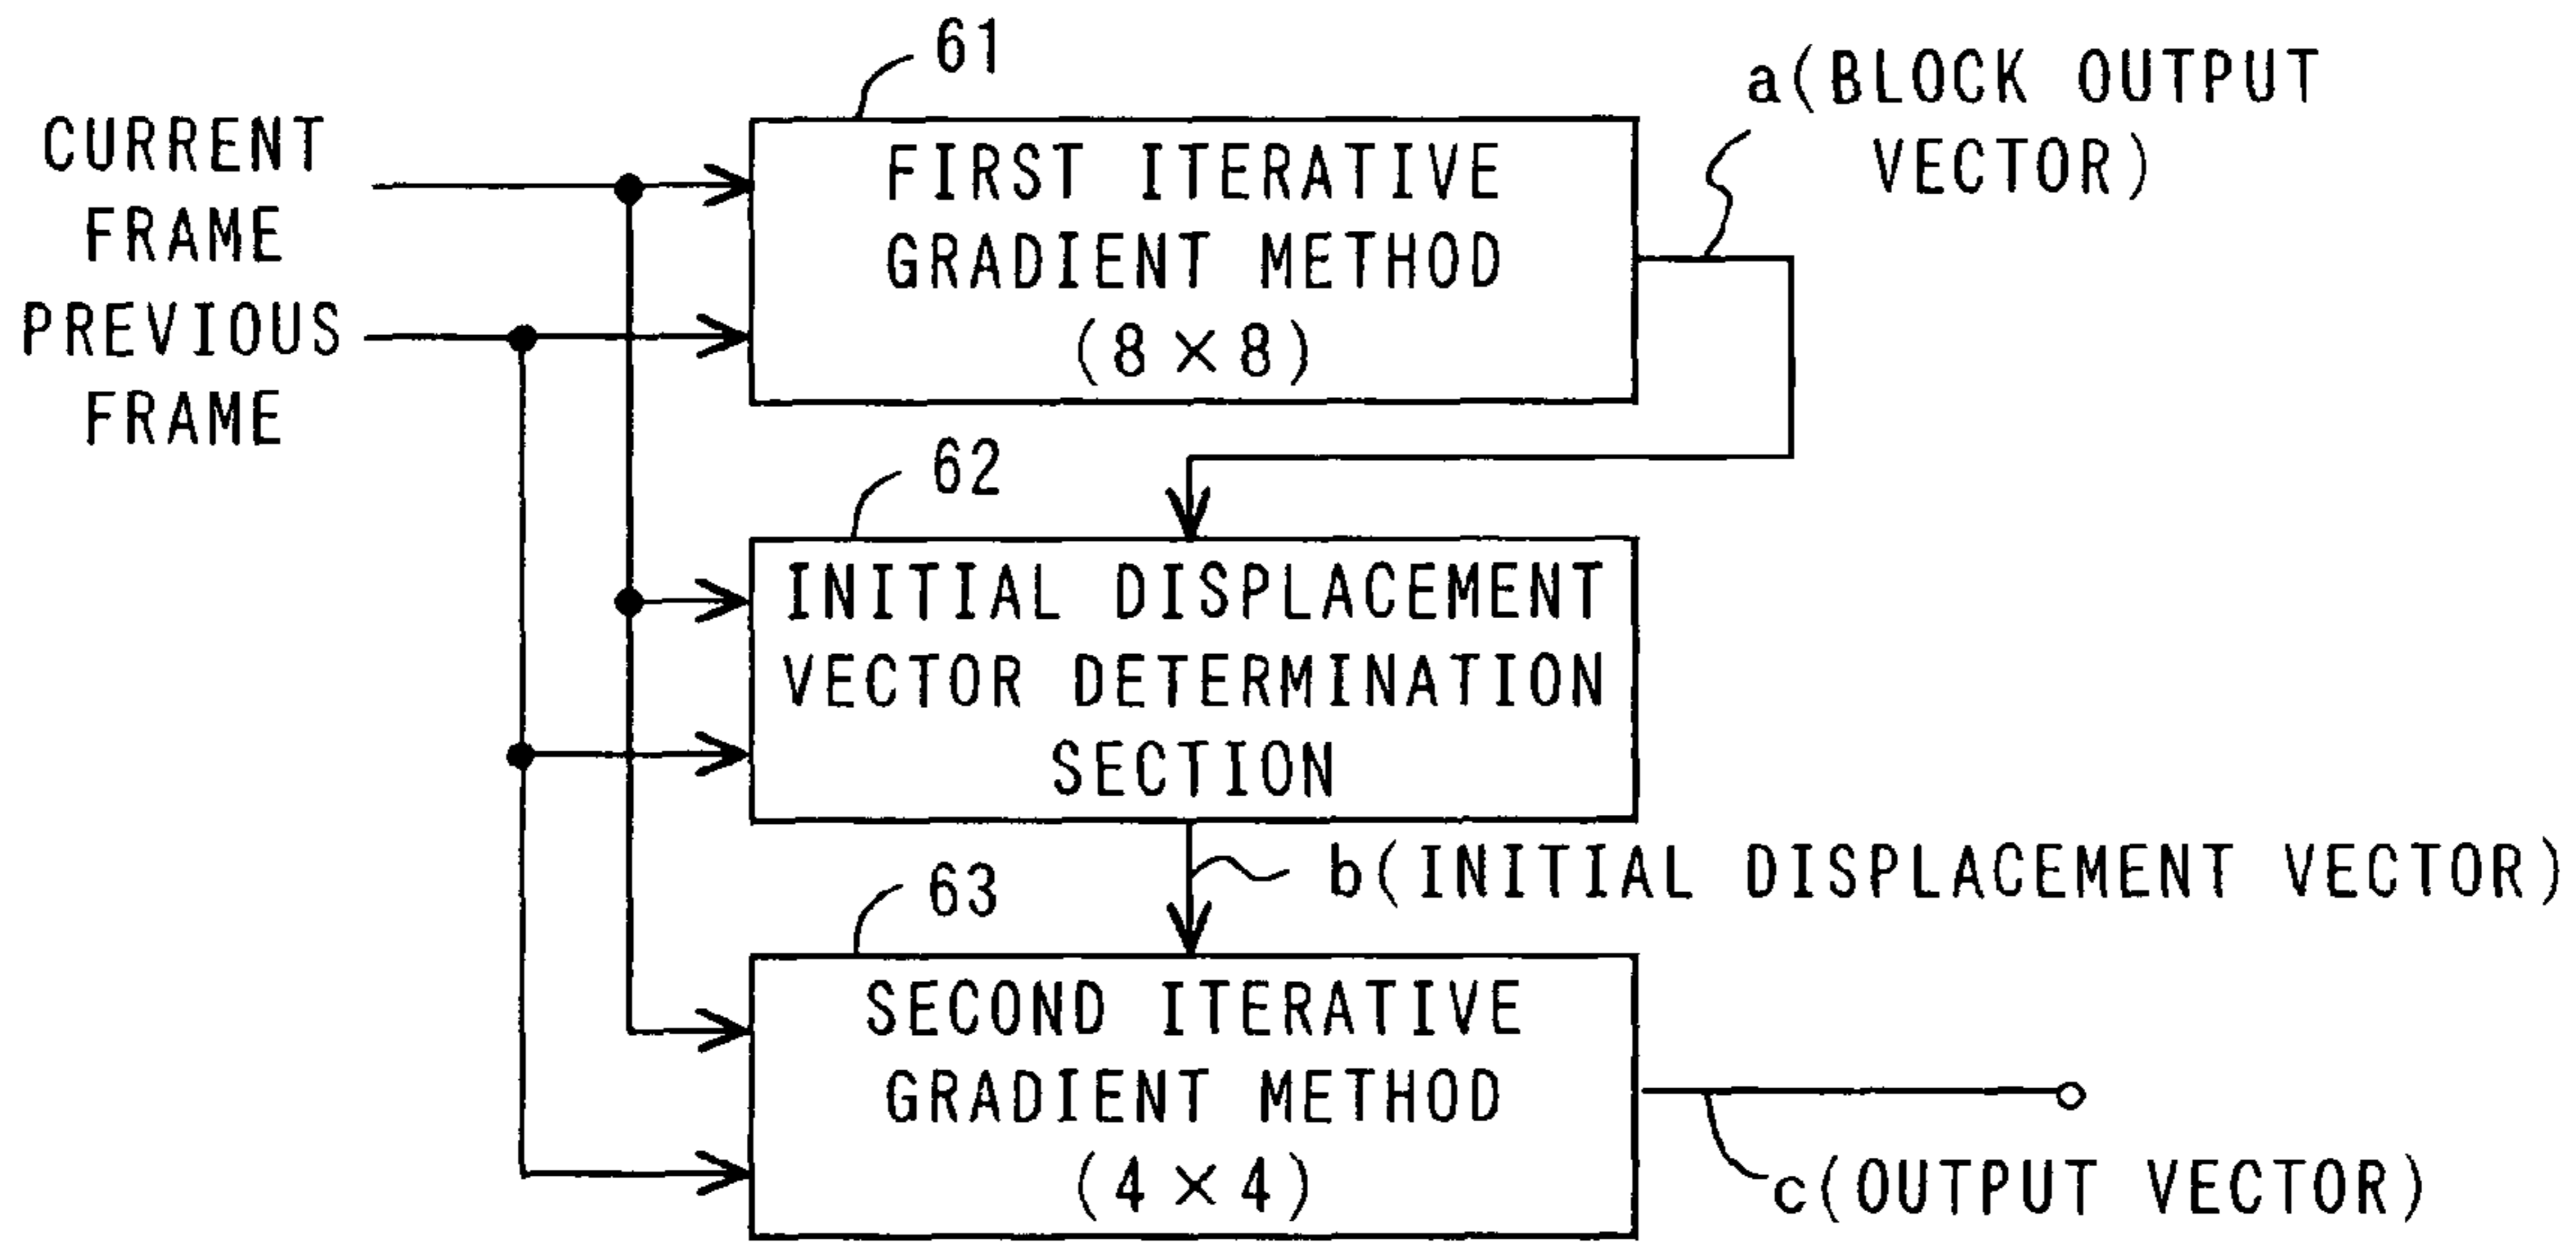 61
a(BLOCK OUTPUT
VECTOR)
CURRENT
FRAME
PREVIOUS
FRAME
FIRST ITERATIVE
GRADIENT METHOD
(8×8)
62
INITIAL DISPLACEMENT
VECTOR DETERMINATION
SECTION
b(INITIAL DISPLACEMENT VECTOR)
63
SECOND ITERATIVE
GRADIENT METHOD
(4×4)
c(OUTPUT VECTOR)